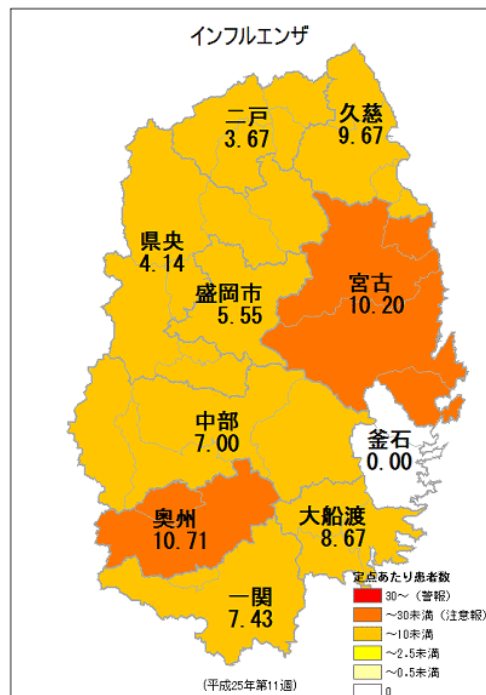 インフルエンザ
二戸
3.67
久慈
9.67
県央
4.14
盛岡市
5.55
宮古
10.20
中部
7.00
釜石
0.00
奥州
10.71
大船渡
8.67
一関
7.43
定点あたり患者数
30～（警報）
～30未満（注意報）
～10未満
～2.5未満
～0.5未満
0
(平成25年第11週)